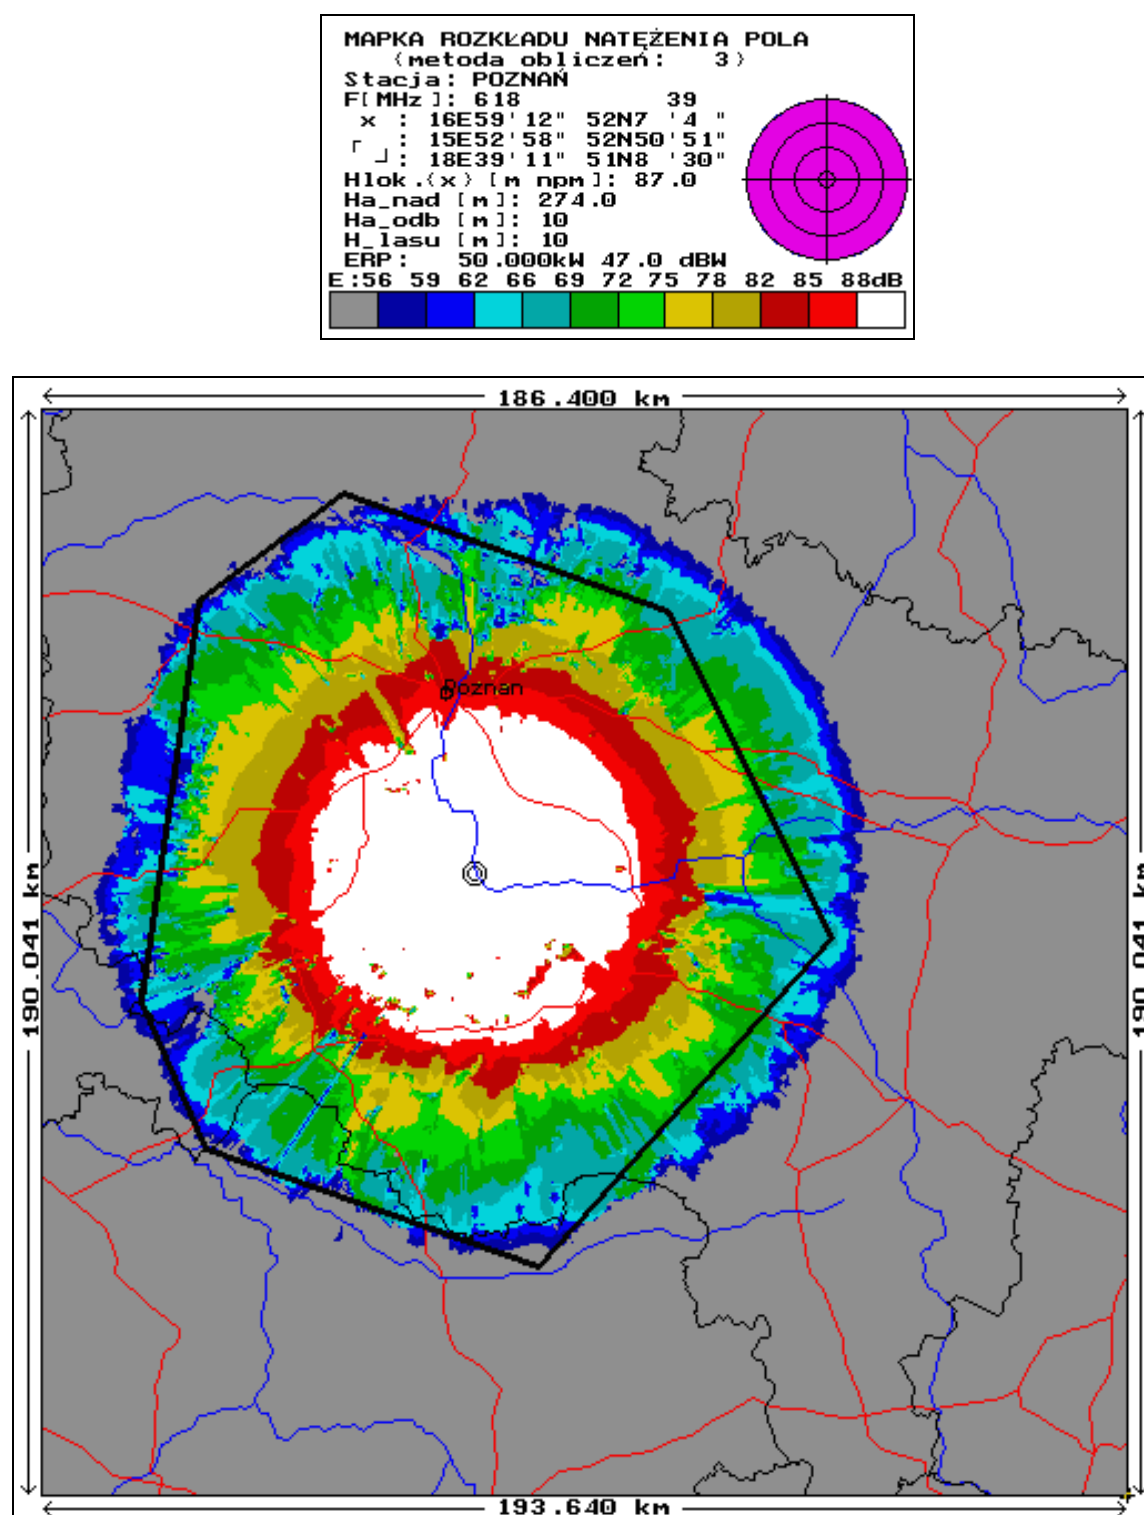 MAPKA ROZKŁADU NATĘŻENIA POLA
(metoda obliczeń: 3)
Stacja: POZNAŃ
F[MHz]: 618 39
x : 16E59'12" 52N7 '4 "
┌ : 15E52'58" 52N50'51"
┘: 18E39'11" 51N8 '30"
Hlok.(x) [m npm]: 87.0
Ha_nad [m]: 274.0
Ha_odb [m]: 10
H_lasu [m]: 10
ERP: 50.000kW 47.0 dBW
E:56 59 62 66 69 72 75 78 82 85 88dB
186.400 km
190.041 km
Poznan
190.041 km
193.640 km